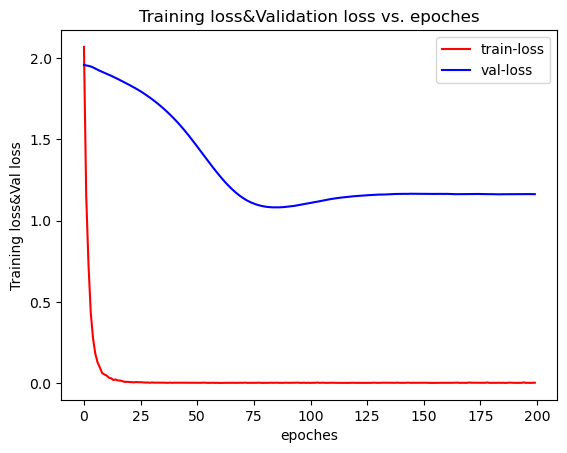 Training loss&Validation loss vs. epoches
train-loss
val-loss
Training loss&Val loss
2.0
1.5
1.0
0.5
0.0
0 25 50 75 100 125 150 175 200
epoches